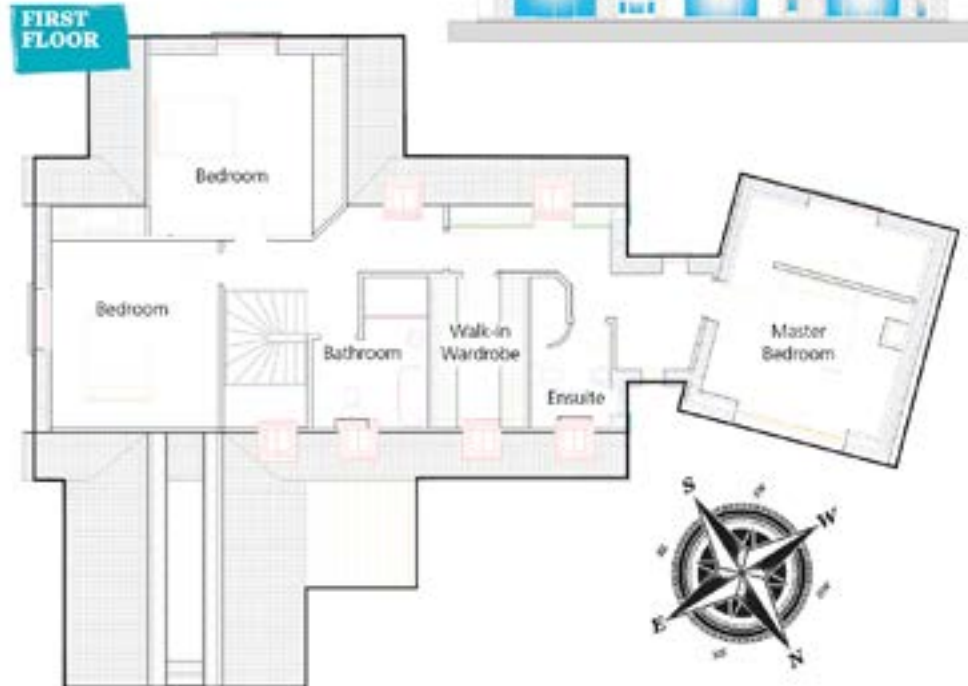 FIRST
FLOOR
Bedroom
Bedroom
Bathroom
Walk-in
Wardrobe
Ensuite
Master
Bedroom
S
W
E
N